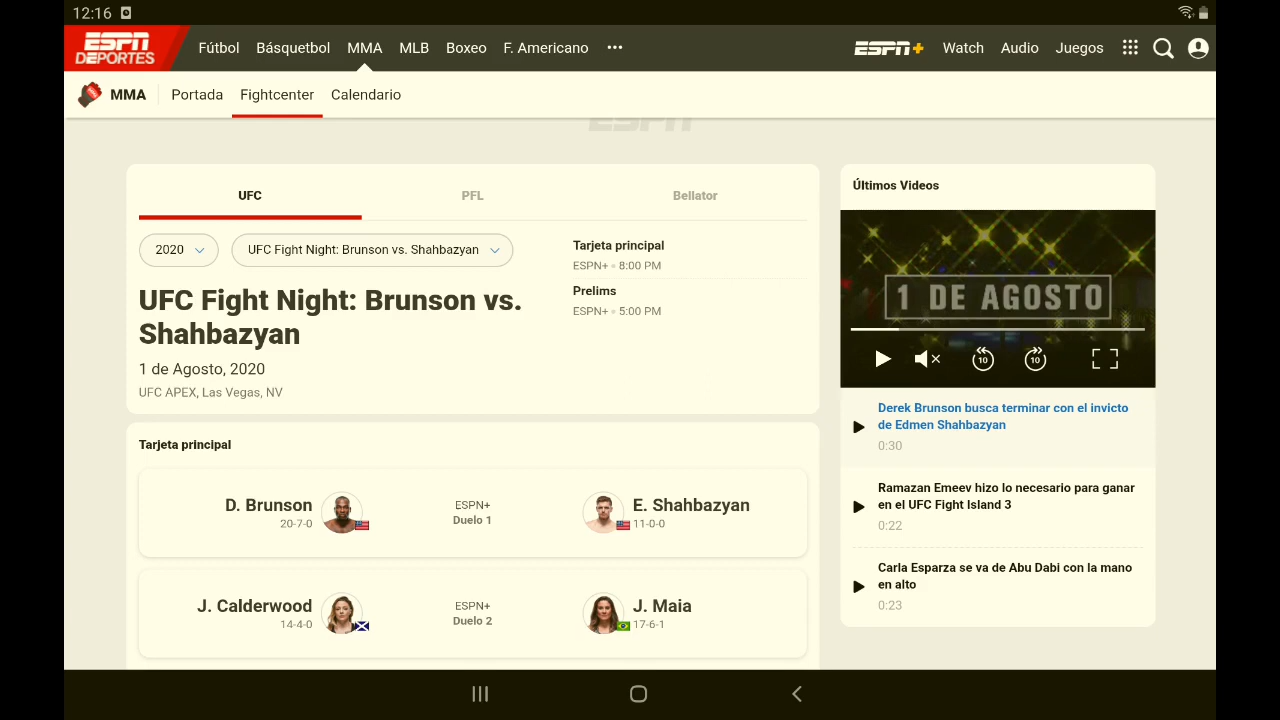 12:16
ESPN DEPORTES Fútbol Básquetbol MMA MLB Boxeo F. Americano ESPN+ Watch Audio Juegos
MMA Portada Fightcenter Calendario
ESPN
UFC PFL Bellator
2020 UFC Fight Night: Brunson vs. Shahbazyan
UFC Fight Night: Brunson vs.
Shahbazyan
1 de Agosto, 2020
UFC APEX, Las Vegas, NV
Tarjeta principal
ESPN+ 8:00 PM
Prelims
ESPN+ 5:00 PM
Tarjeta principal
D. Brunson
20-7-0
ESPN+
Duelo 1
E. Shahbazyan
11-0-0
J. Calderwood
14-4-0
ESPN+
Duelo 2
J. Maia
17-6-1
Últimos Videos
1 DE AGOSTO
10 10
Derek Brunson busca terminar con el invicto
de Edmen Shahbazyan
0:30
Ramazan Emeev hizo lo necesario para ganar
en el UFC Fight Island 3
0:22
Carla Esparza se va de Abu Dabi con la mano
en alto
0:23